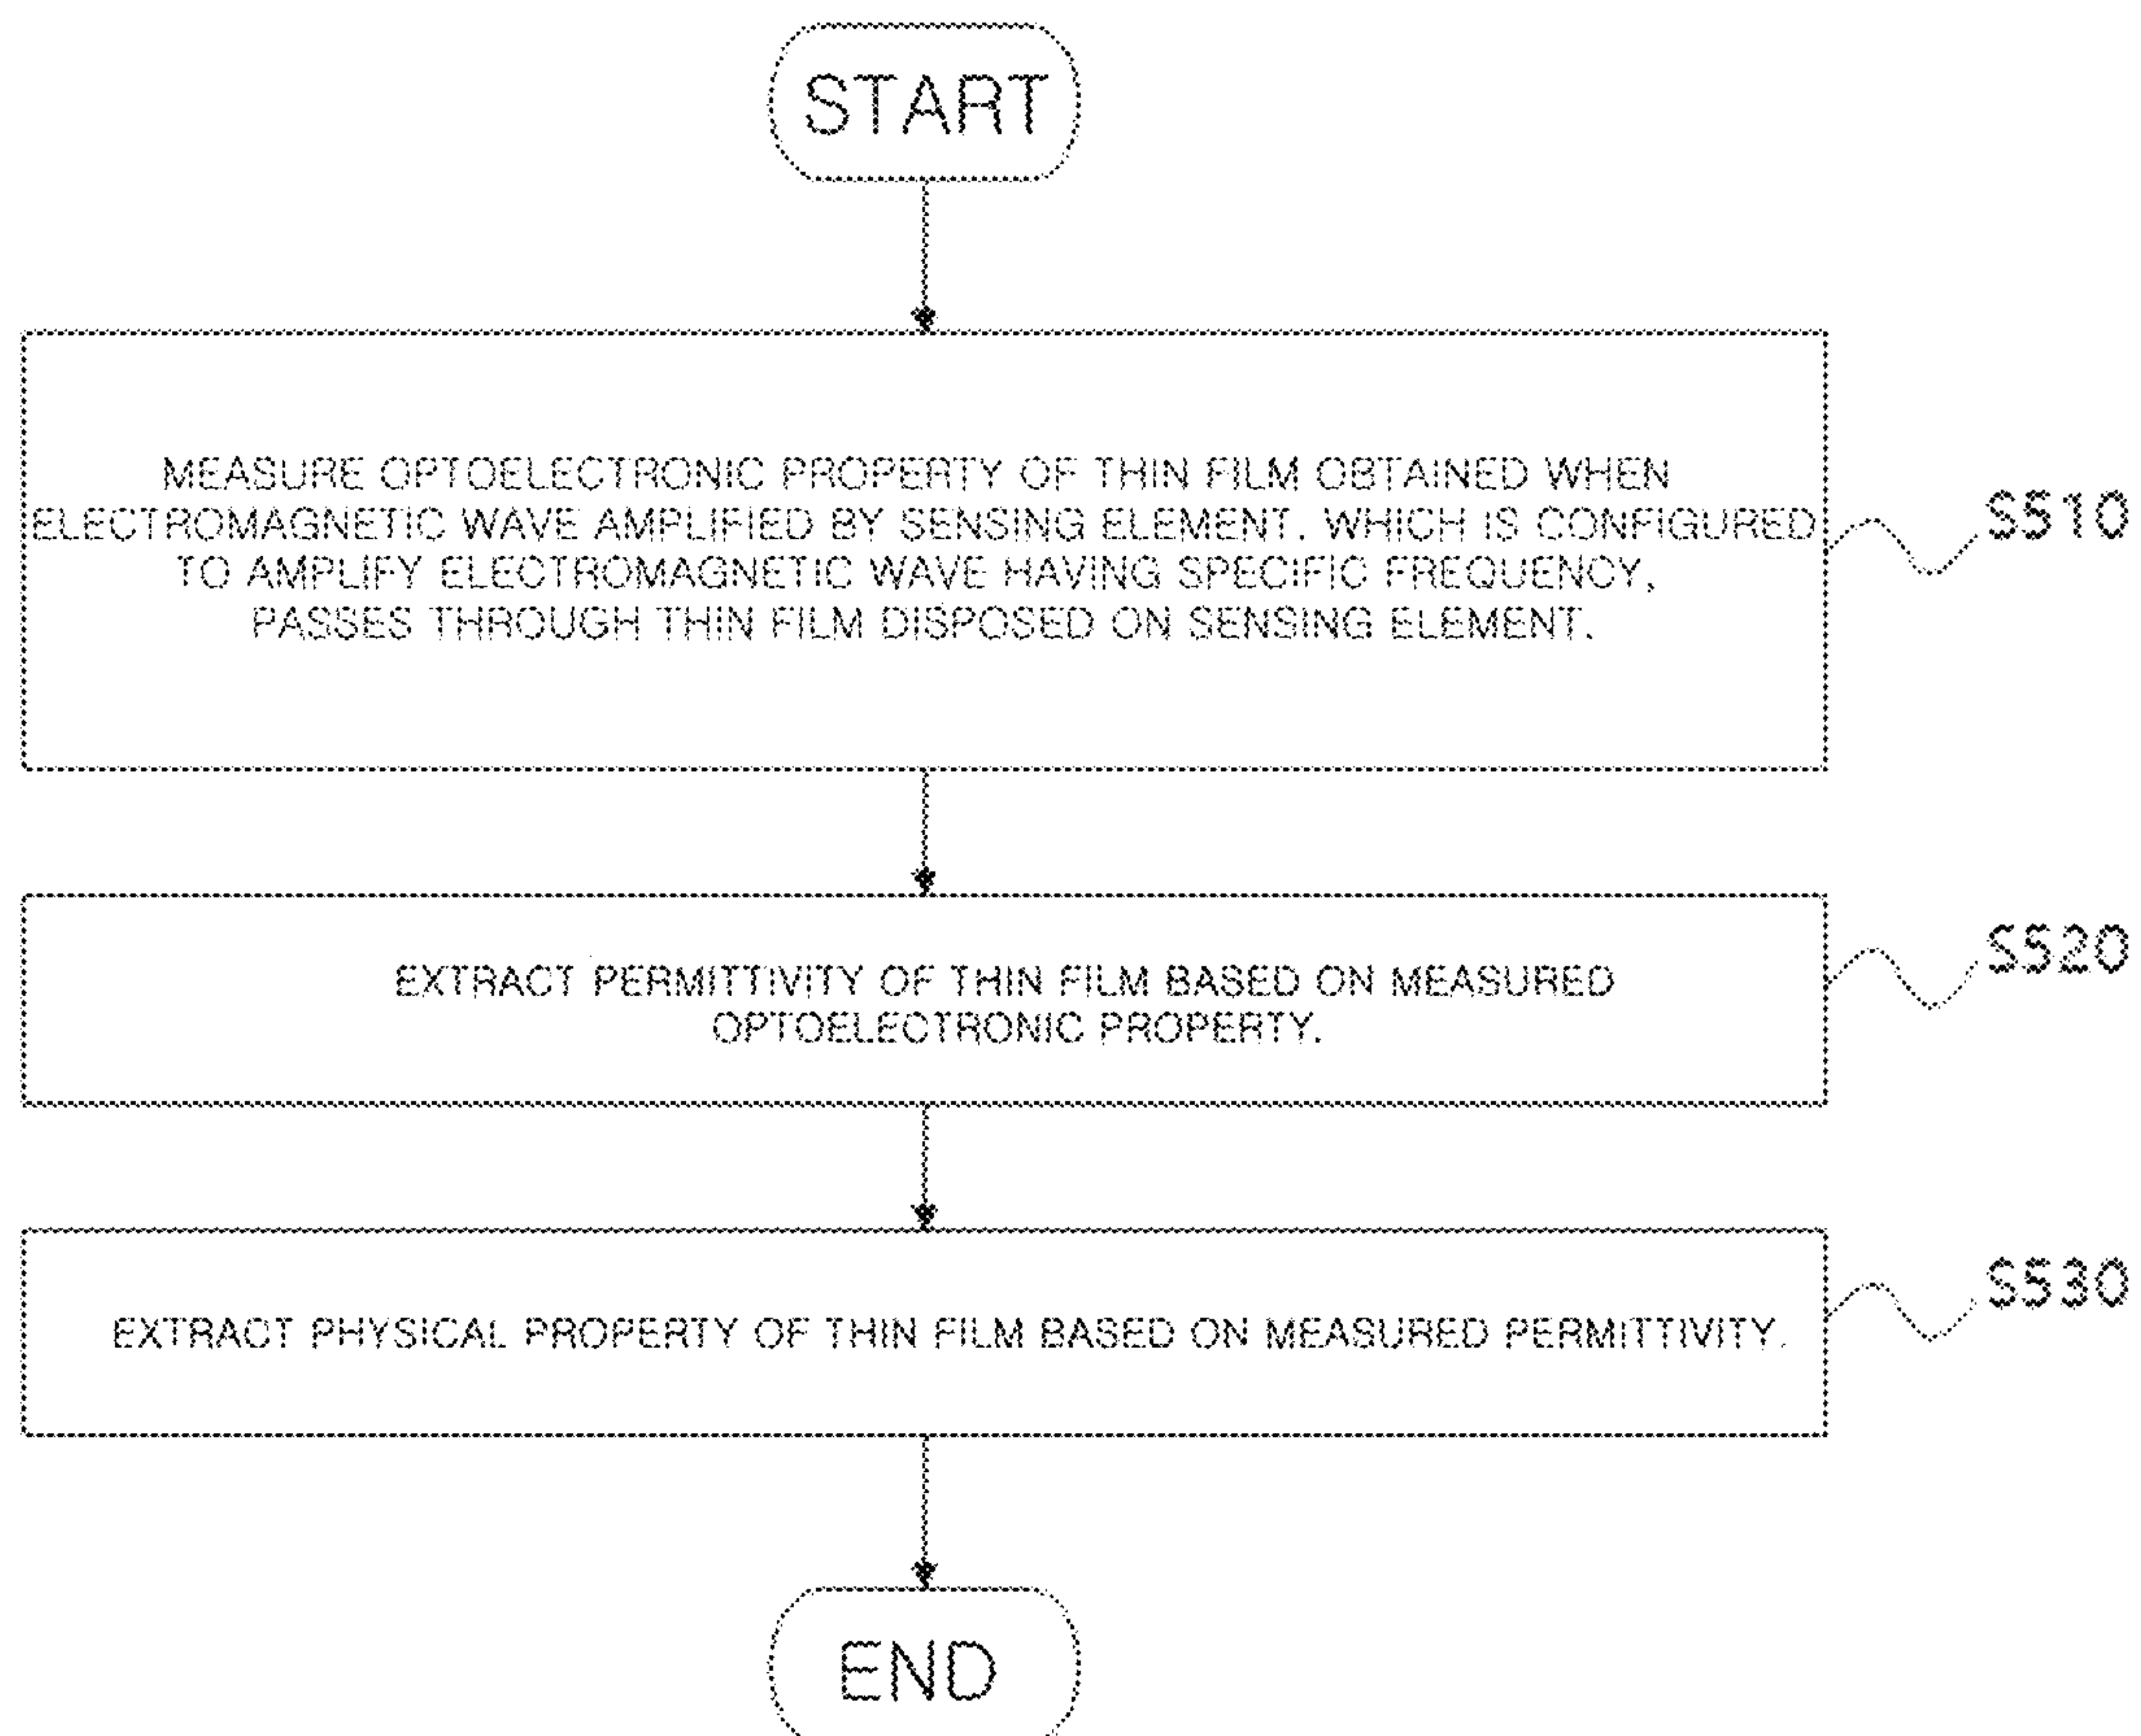 START
MEASURE OPTOELECTRONIC PROPERTY OF THIN FILM OBTAINED WHEN
ELECTROMAGNETIC WAVE AMPLIFIED BY SENSING ELEMENT, WHICH IS CONFIGURED
TO AMPLIFY ELECTROMAGNETIC WAVE HAVING SPECIFIC FREQUENCY,
PASSES THROUGH THIN FILM DISPOSED ON SENSING ELEMENT.
S510
EXTRACT PERMITTIVITY OF THIN FILM BASED ON MEASURED
OPTOELECTRONIC PROPERTY.
S520
EXTRACT PHYSICAL PROPERTY OF THIN FILM BASED ON MEASURED PERMITTIVITY.
S530
END